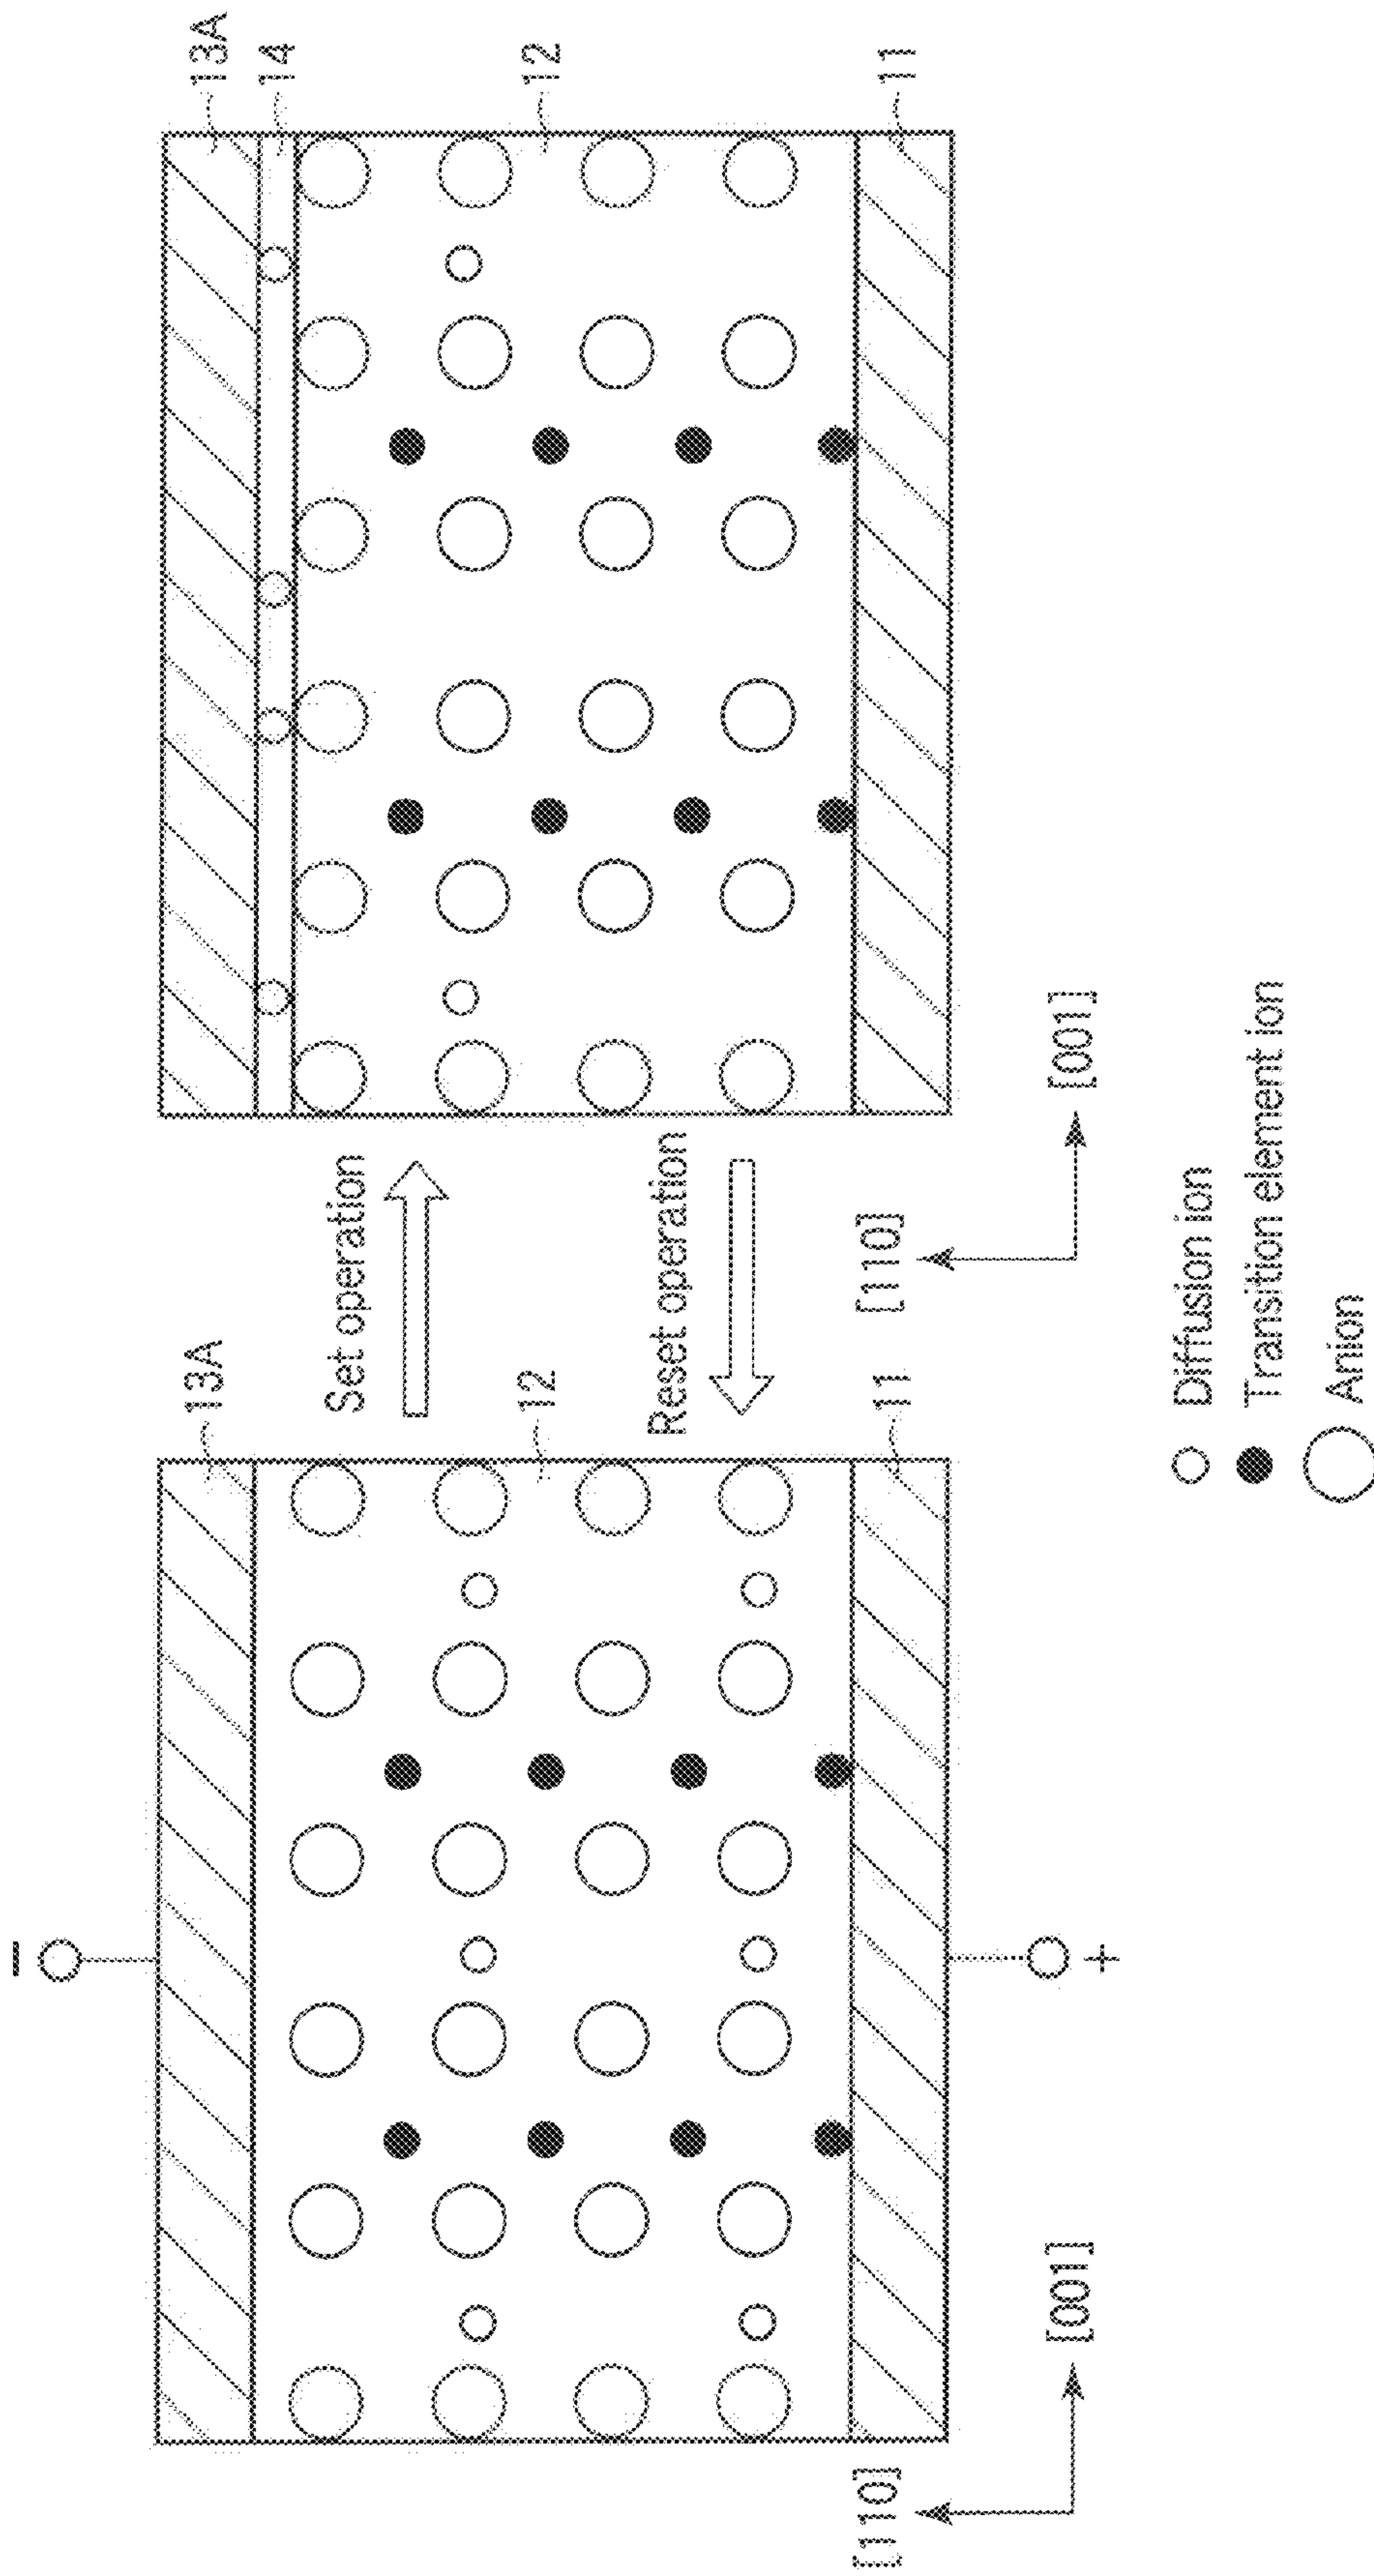 −
13A
12
11
+
[110]
[001]
Set operation
Reset operation
13A
14
12
11
[110]
[001]
Diffusion ion
Transition element ion
Anion